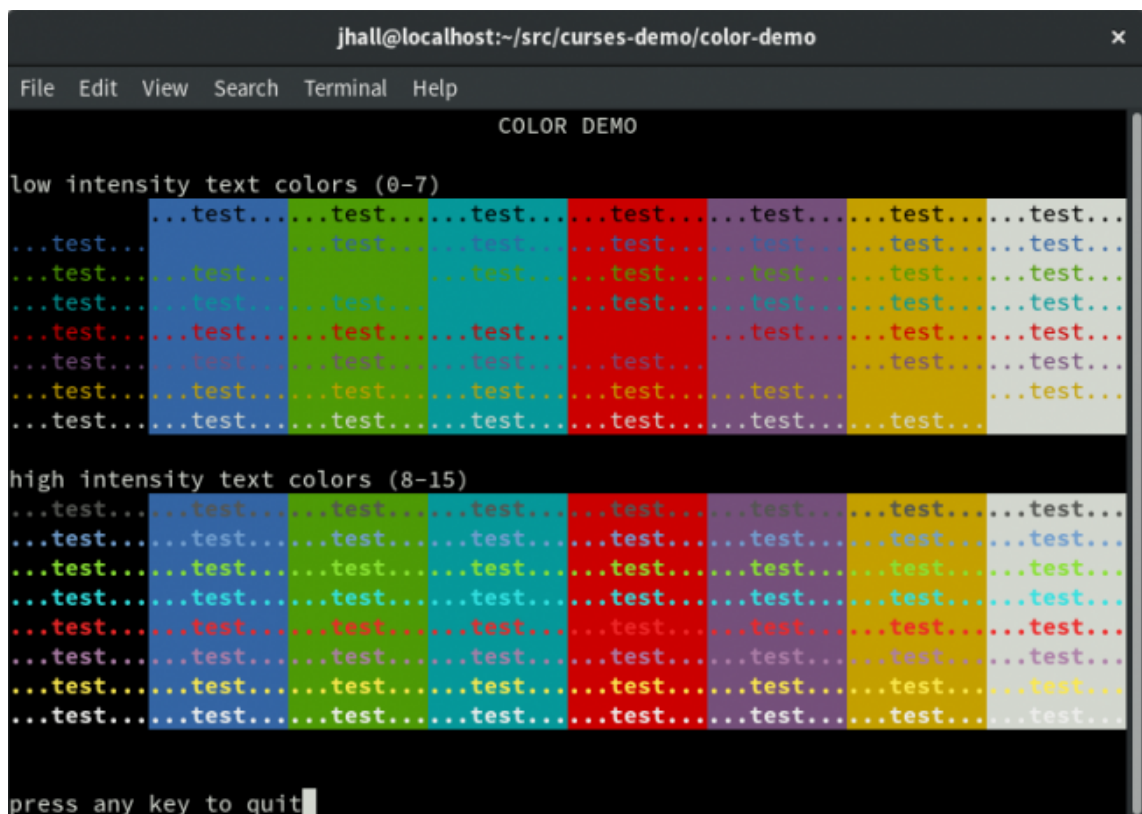 jhall@localhost:~/src/curses-demo/color-demo ×
File Edit View Search Terminal Help
COLOR DEMO
low intensity text colors (0-7)
...test......test......test......test......test......test......test...
...test... ...test......test......test......test......test......test...
...test......test... ...test......test......test......test......test...
...test......test......test... ...test......test......test......test...
...test......test......test......test... ...test......test......test...
...test......test......test......test......test... ...test......test...
...test......test......test......test......test......test... ...test...
...test......test......test......test......test......test......test...
high intensity text colors (8-15)
...test......test......test......test......test......test......test......test...
...test......test......test......test......test......test......test......test...
...test......test......test......test......test......test......test......test...
...test......test......test......test......test......test......test......test...
...test......test......test......test......test......test......test......test...
...test......test......test......test......test......test......test......test...
...test......test......test......test......test......test......test......test...
...test......test......test......test......test......test......test......test...
press any key to quit